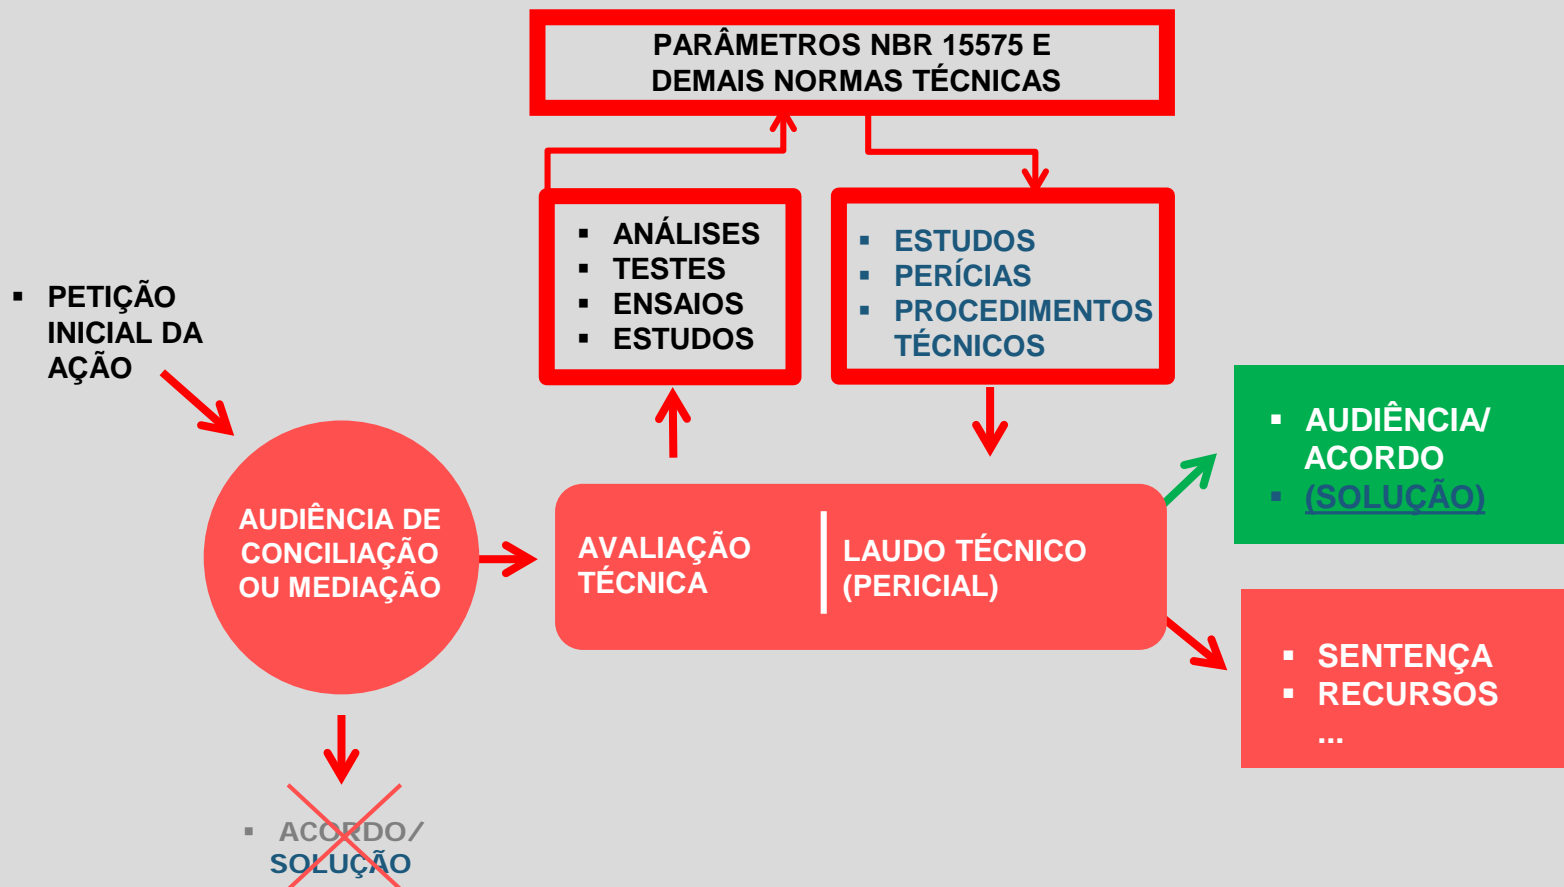 PARÂMETROS NBR 15575 E
DEMAIS NORMAS TÉCNICAS
▪ ANÁLISES
▪ TESTES
▪ ENSAIOS
▪ ESTUDOS
▪ ESTUDOS
▪ PERÍCIAS
▪ PROCEDIMENTOS
TÉCNICOS
▪ PETIÇÃO
INICIAL DA
AÇÃO
AUDIÊNCIA DE
CONCILIAÇÃO
OU MEDIAÇÃO
AVALIAÇÃO
TÉCNICA
LAUDO TÉCNICO
(PERICIAL)
▪ AUDIÊNCIA/
ACORDO
▪ (SOLUÇÃO)
▪ SENTENÇA
▪ RECURSOS
...
▪ ACORDO/
SOLUÇÃO